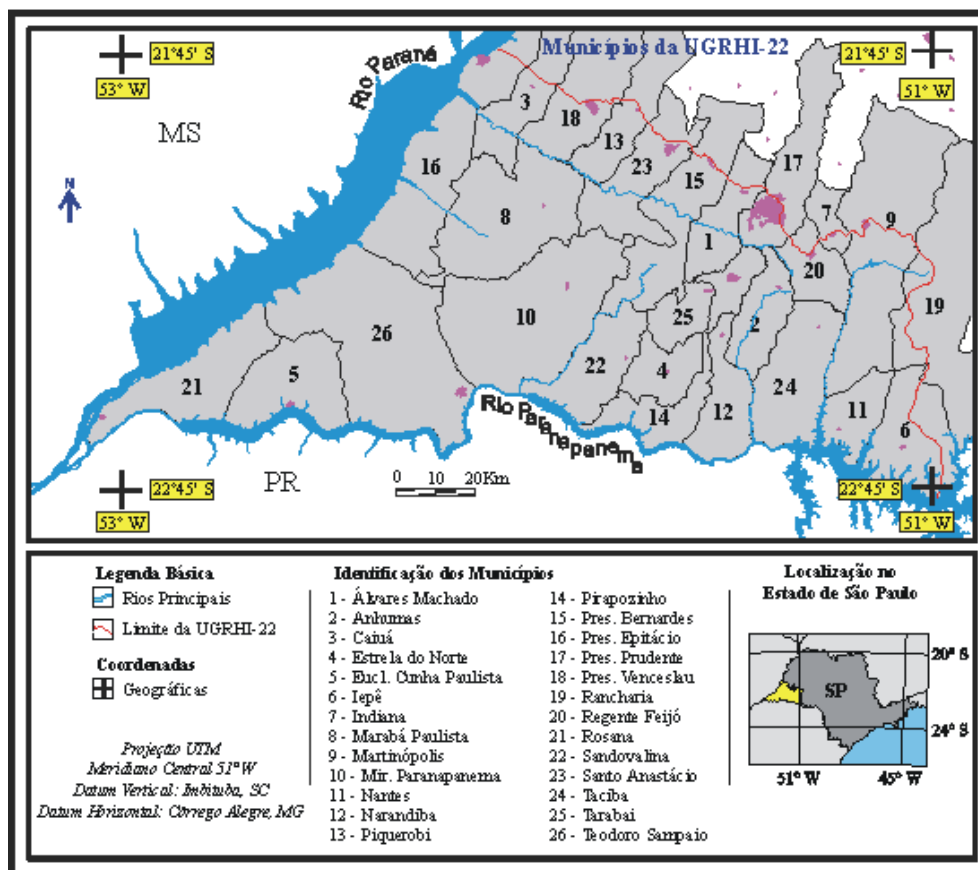 Municípios da UGRHI-22
21°45' S
53° W
21°45' S
51° W
Rio Paraná
MS
N
3
18
13
23
16
15
17
8
7
9
1
20
19
10
25
2
26
22
4
24
21
5
14
12
11
6
Rio Paranapanema
PR
0 10 20Km
22°45' S
53° W
22°45' S
51° W
Legenda Básica
Rios Principais
Limite da UGRHI-22
Coordenadas
Geográficas
Projeção UTM
Meridiano Central 51° W
Datum Vertical: Imbituba, SC
Datum Horizontal: Córrego Alegre, MG
Identificação dos Municípios
1 - Álvares Machado
2 - Anhumas
3 - Caiuá
4 - Estrela do Norte
5 - Eucl. Cunha Paulista
6 - Iepê
7 - Indiana
8 - Marabá Paulista
9 - Martinópolis
10 - Mir. Paranapanema
11 - Nantes
12 - Narandiba
13 - Piquerobi
14 - Pirapozinho
15 - Pres. Bernardes
16 - Pres. Epitácio
17 - Pres. Prudente
18 - Pres. Venceslau
19 - Rancharia
20 - Regente Feijó
21 - Rosana
22 - Sandovalina
23 - Santo Anastácio
24 - Taciba
25 - Tarabai
26 - Teodoro Sampaio
Localização no
Estado de São Paulo
20° S
SP
24° S
51° W
45° W